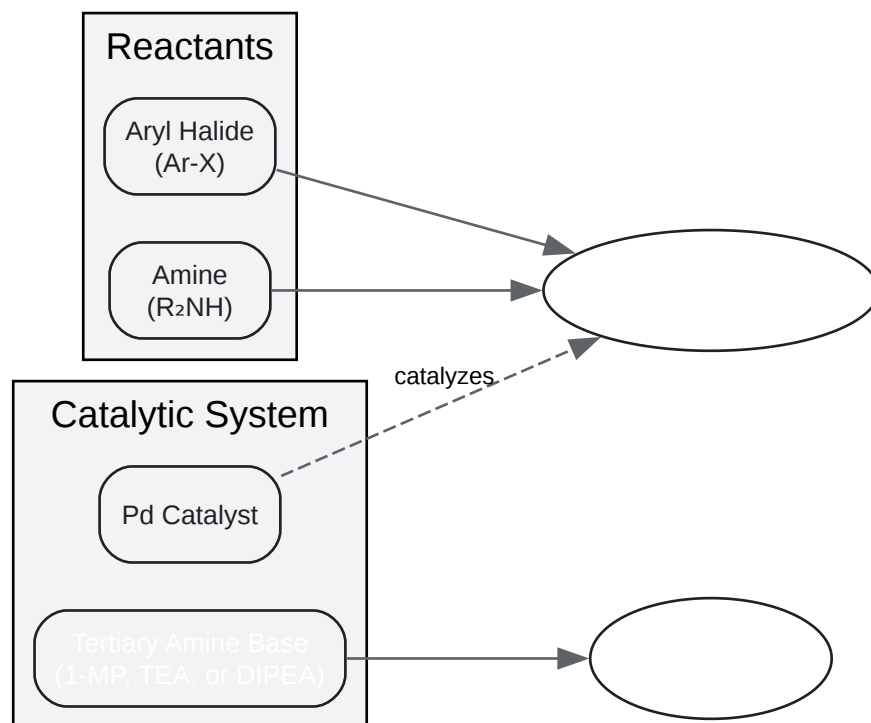 Reactants
Aryl Halide
(Ar-X)
Amine
(R₂NH)
catalyzes
Catalytic System
Pd Catalyst
Tertiary Amine Base
(1-MP, TEA, or DIPEA)